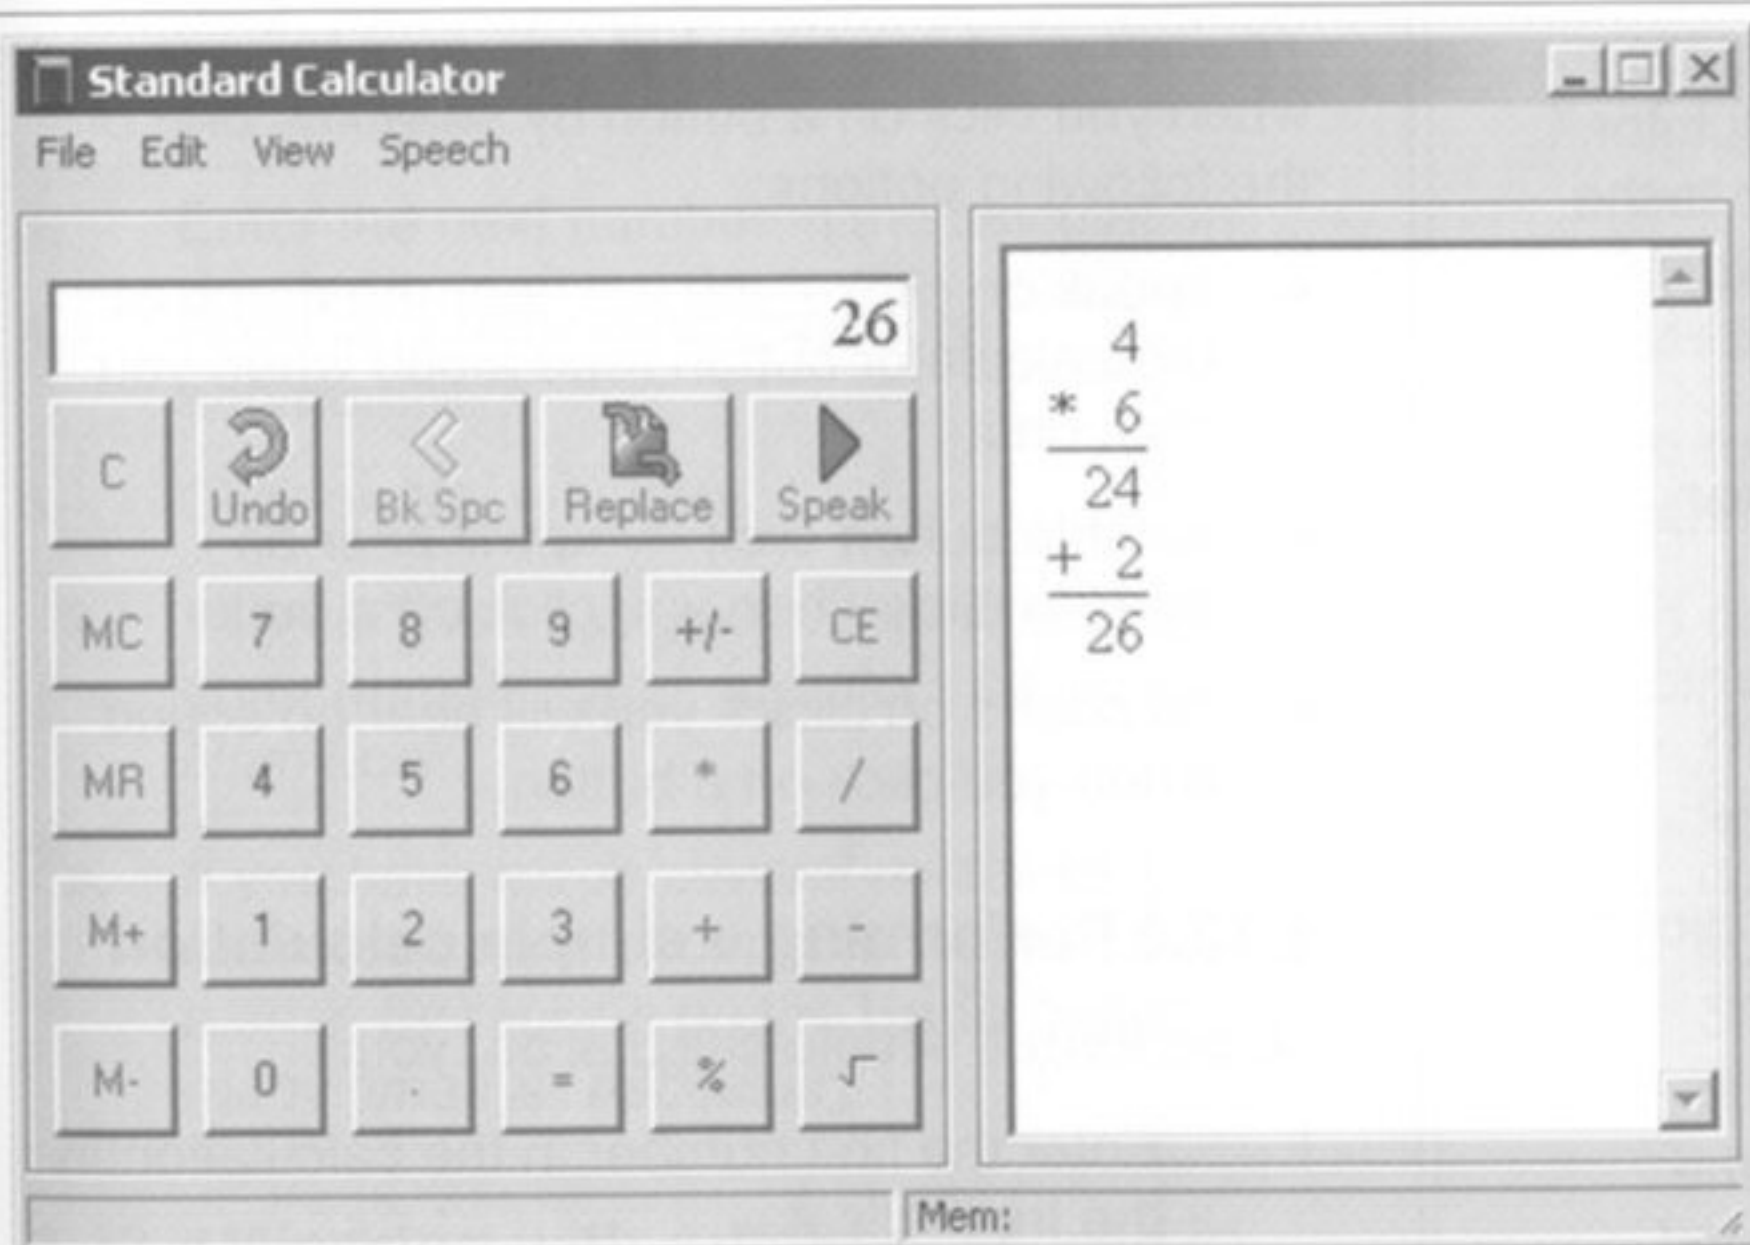 Standard Calculator
File Edit View Speech
26
C Undo Bk Spc Replace Speak
MC 7 8 9 +/- CE
MR 4 5 6 * /
M+ 1 2 3 + -
M- 0 . = % √
4
* 6
24
+ 2
26
Mem: